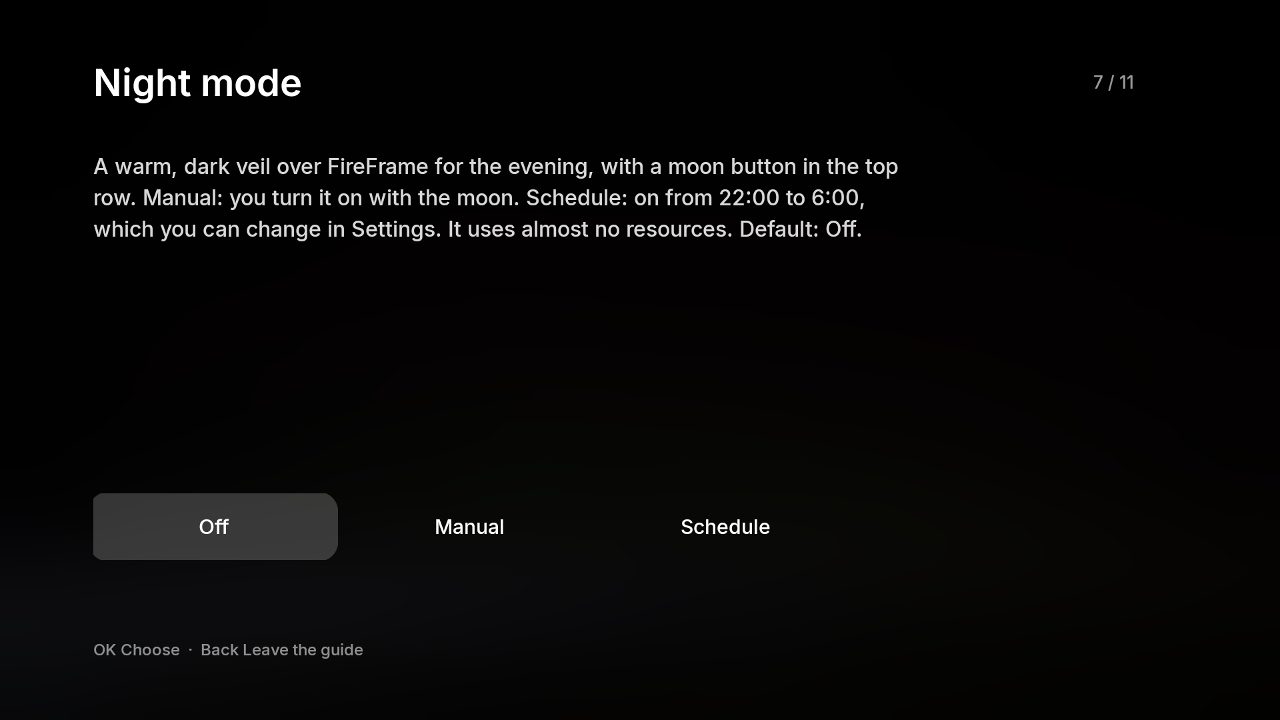 Night mode
7 / 11
A warm, dark veil over FireFrame for the evening, with a moon button in the top
row. Manual: you turn it on with the moon. Schedule: on from 22:00 to 6:00,
which you can change in Settings. It uses almost no resources. Default: Off.
Off
Manual
Schedule
OK Choose · Back Leave the guide